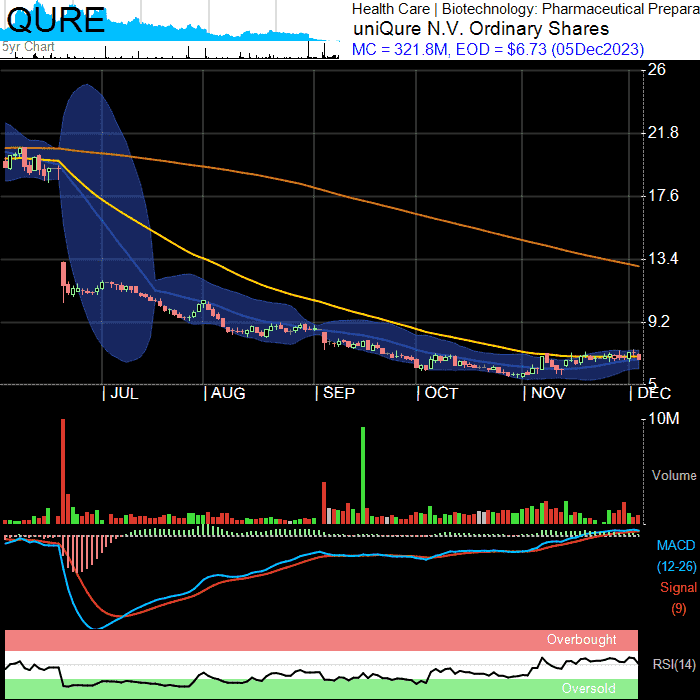 QURE
5yr Chart
Health Care | Biotechnology: Pharmaceutical Prepara
uniQure N.V. Ordinary Shares
MC = 321.8M, EOD = $6.73 (05Dec2023)
26
21.8
17.6
13.4
9.2
5
JUL
AUG
SEP
OCT
NOV
DEC
10M
Volume
MACD
(12-26)
Signal
(9)
Overbought
RSI(14)
Oversold